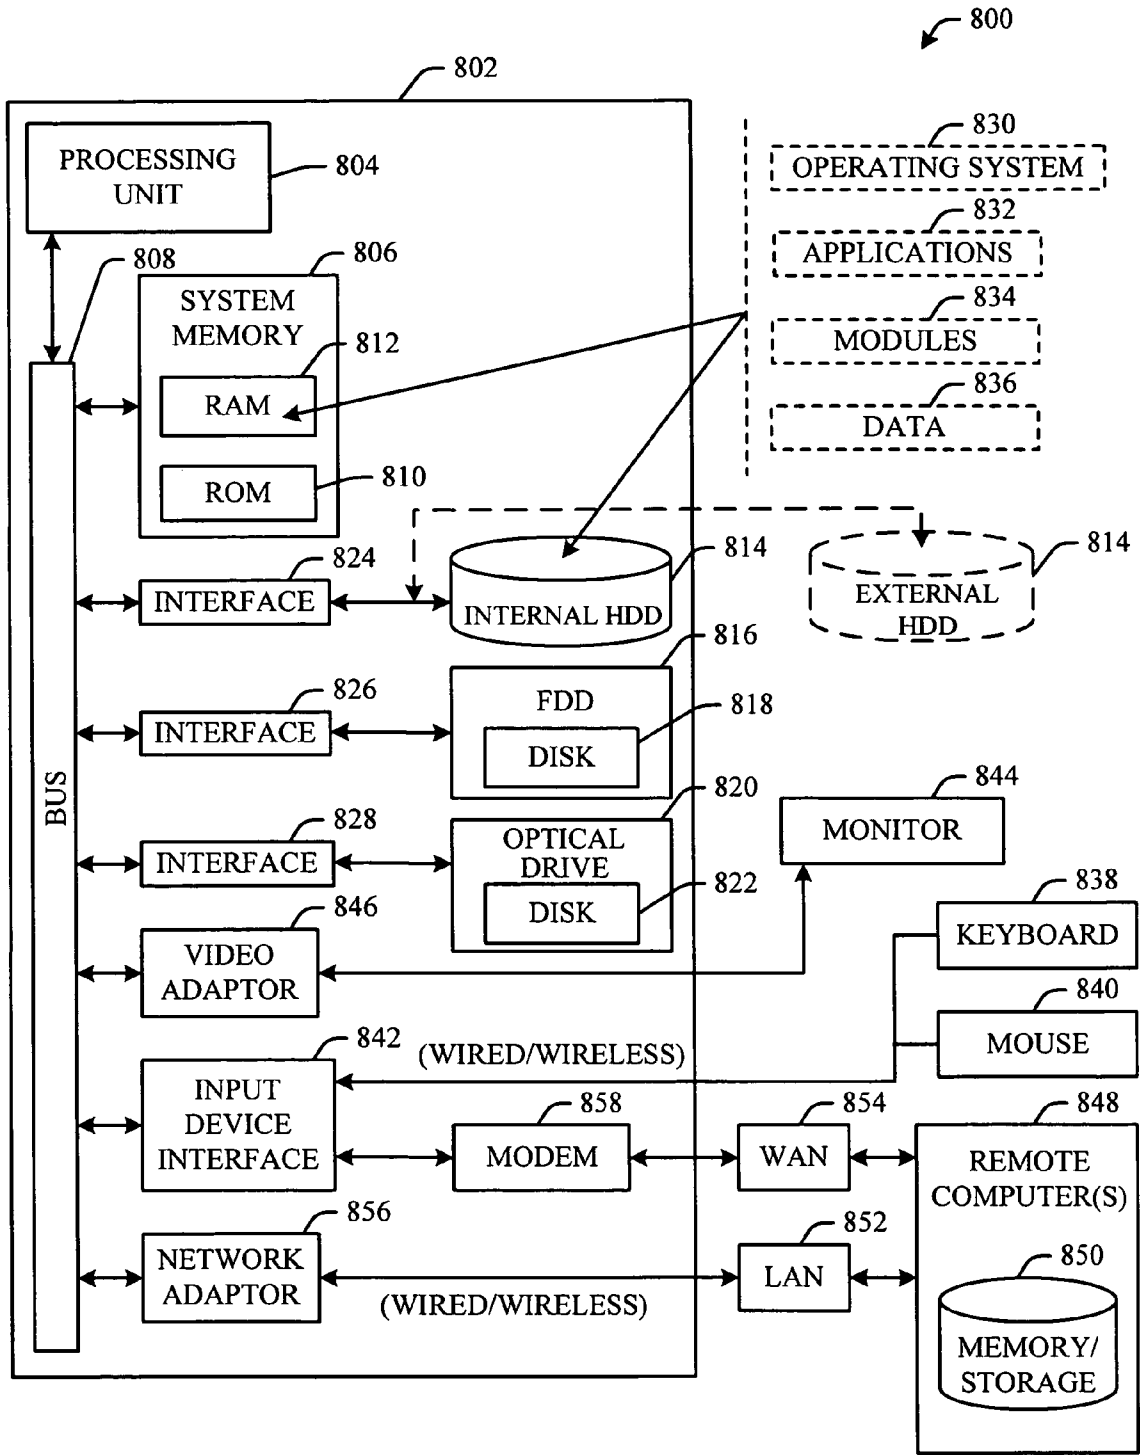 800
802
PROCESSING
UNIT
804
830
OPERATING SYSTEM
832
APPLICATIONS
808
806
SYSTEM
MEMORY
834
MODULES
812
RAM
836
DATA
810
ROM
824
INTERFACE
814
INTERNAL HDD
814
EXTERNAL
HDD
816
FDD
826
INTERFACE
818
DISK
BUS
820
OPTICAL
DRIVE
828
INTERFACE
822
DISK
844
MONITOR
846
VIDEO
ADAPTOR
838
KEYBOARD
840
MOUSE
842
INPUT
DEVICE
INTERFACE
(WIRED/WIRELESS)
858
MODEM
854
WAN
848
REMOTE
COMPUTER(S)
856
NETWORK
ADAPTOR
(WIRED/WIRELESS)
852
LAN
850
MEMORY/
STORAGE